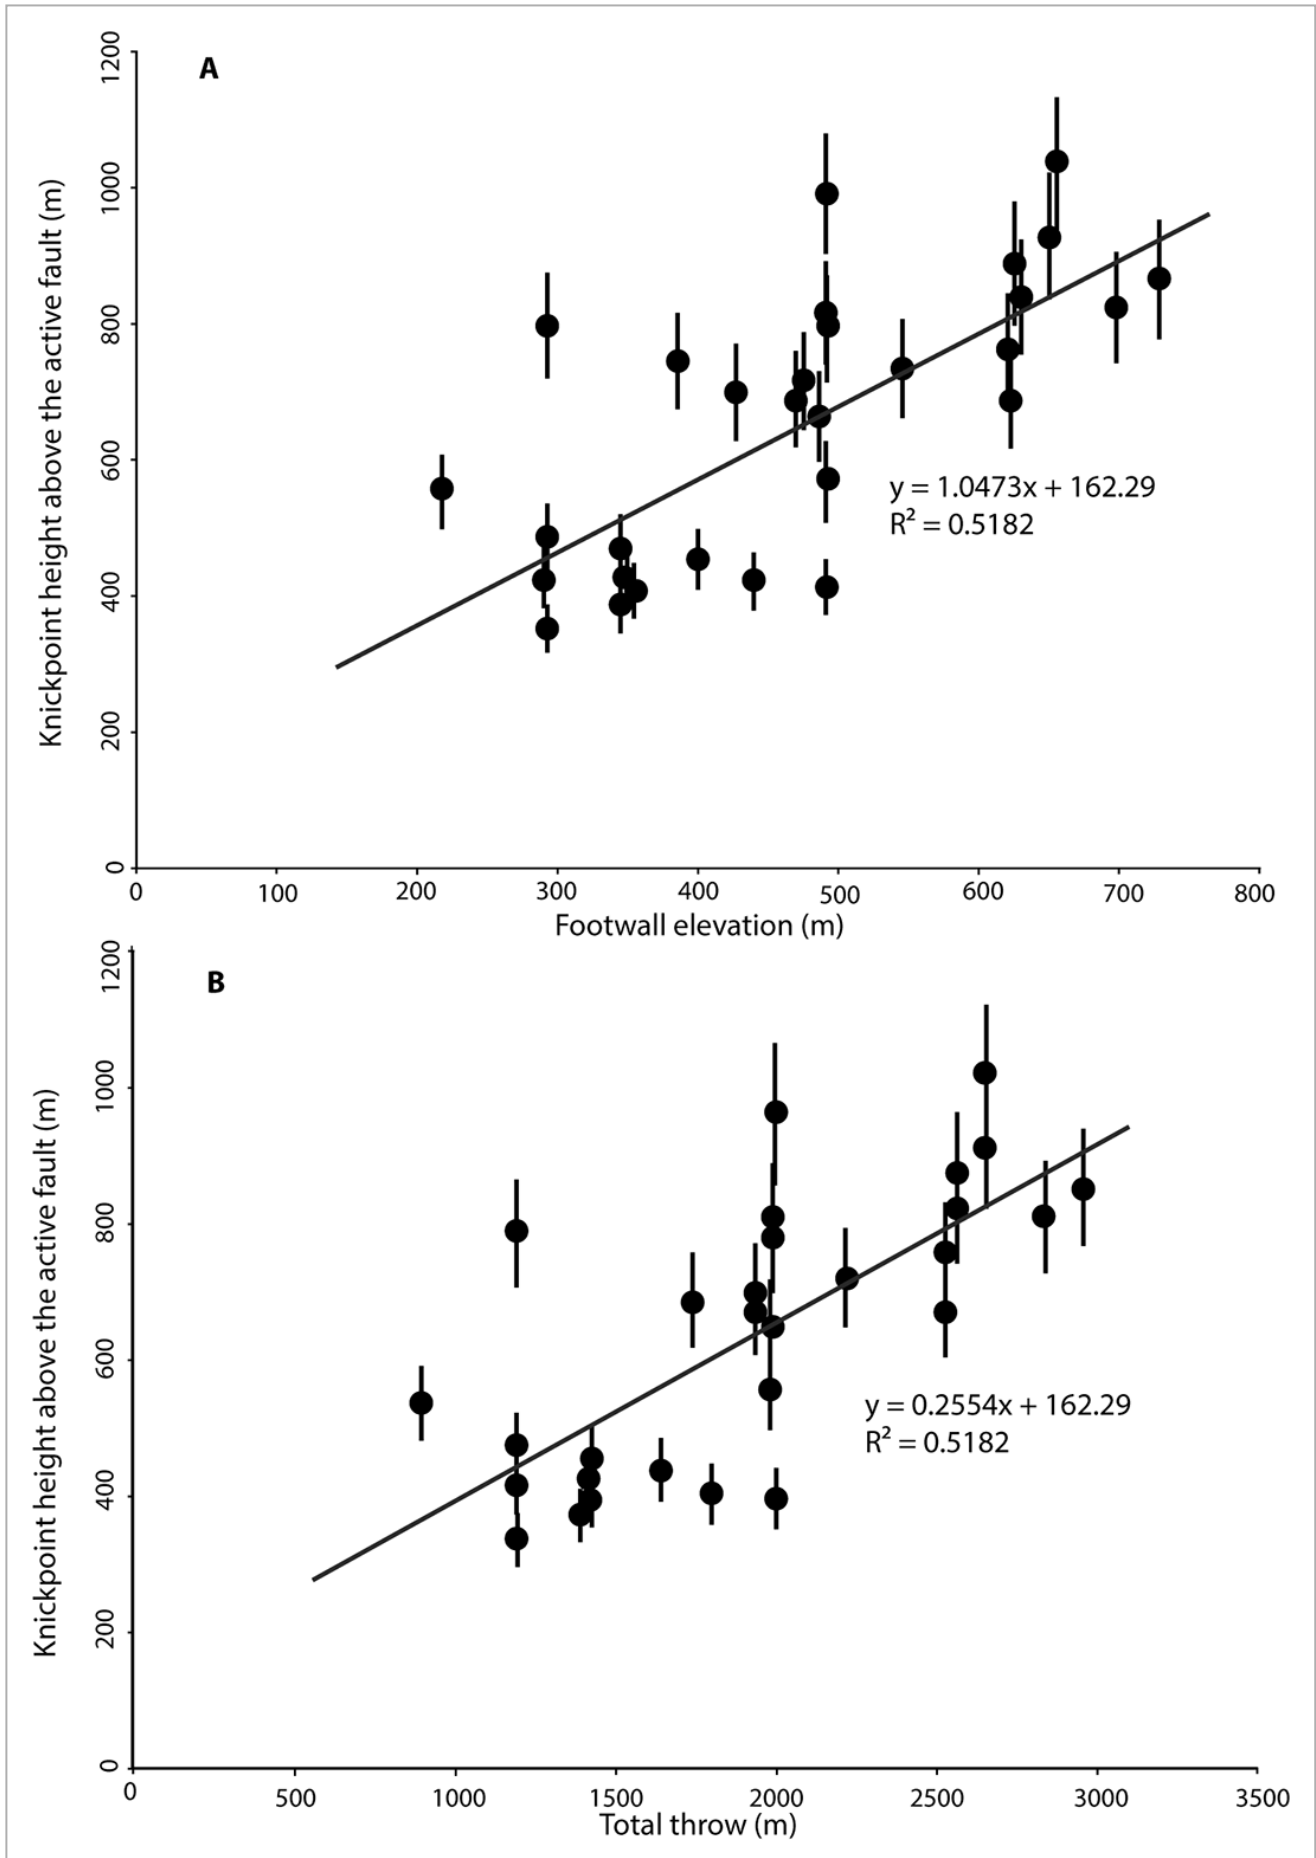 A
Knickpoint height above the active fault (m)
1200
1000
800
600
400
200
0
y = 1.0473x + 162.29
R² = 0.5182
0 100 200 300 400 500 600 700 800
Footwall elevation (m)
B
Knickpoint height above the active fault (m)
1200
1000
800
600
400
200
0
y = 0.2554x + 162.29
R² = 0.5182
0 500 1000 1500 2000 2500 3000 3500
Total throw (m)